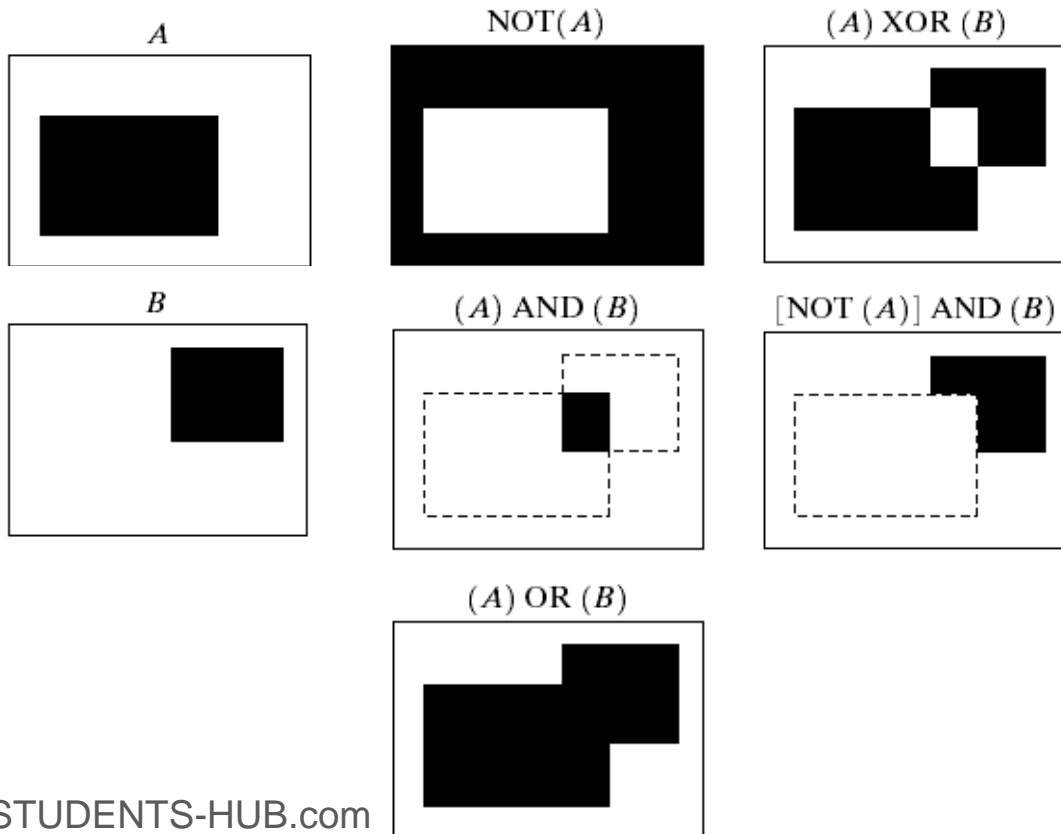 A
NOT(A)
(A) XOR (B)
B
(A) AND (B)
[NOT (A)] AND (B)
(A) OR (B)
STUDENTS-HUB.com